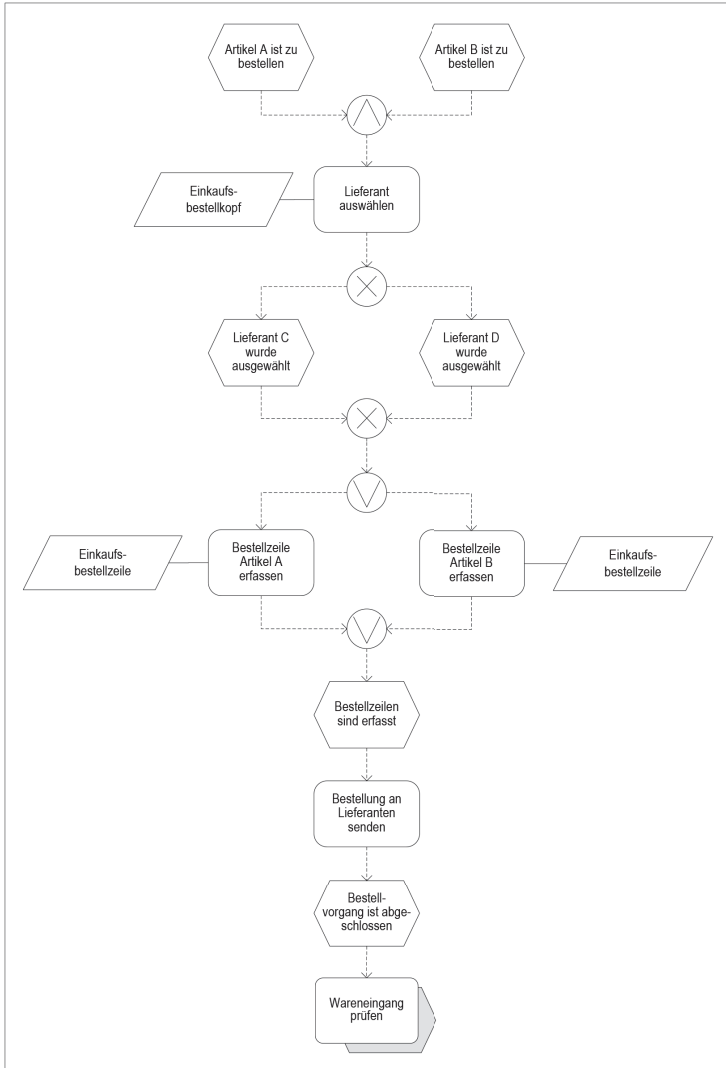 Artikel A ist zu
bestellen
Artikel B ist zu
bestellen
Einkaufs-
bestellkopf
Lieferant
auswählen
Lieferant C
wurde
ausgewählt
Lieferant D
wurde
ausgewählt
Einkaufs-
bestellzeile
Bestellzeile
Artikel A
erfassen
Bestellzeile
Artikel B
erfassen
Einkaufs-
bestellzeile
Bestellzeilen
sind erfasst
Bestellung an
Lieferanten
senden
Bestell-
vorgang ist abge-
schlossen
Wareneingang
prüfen